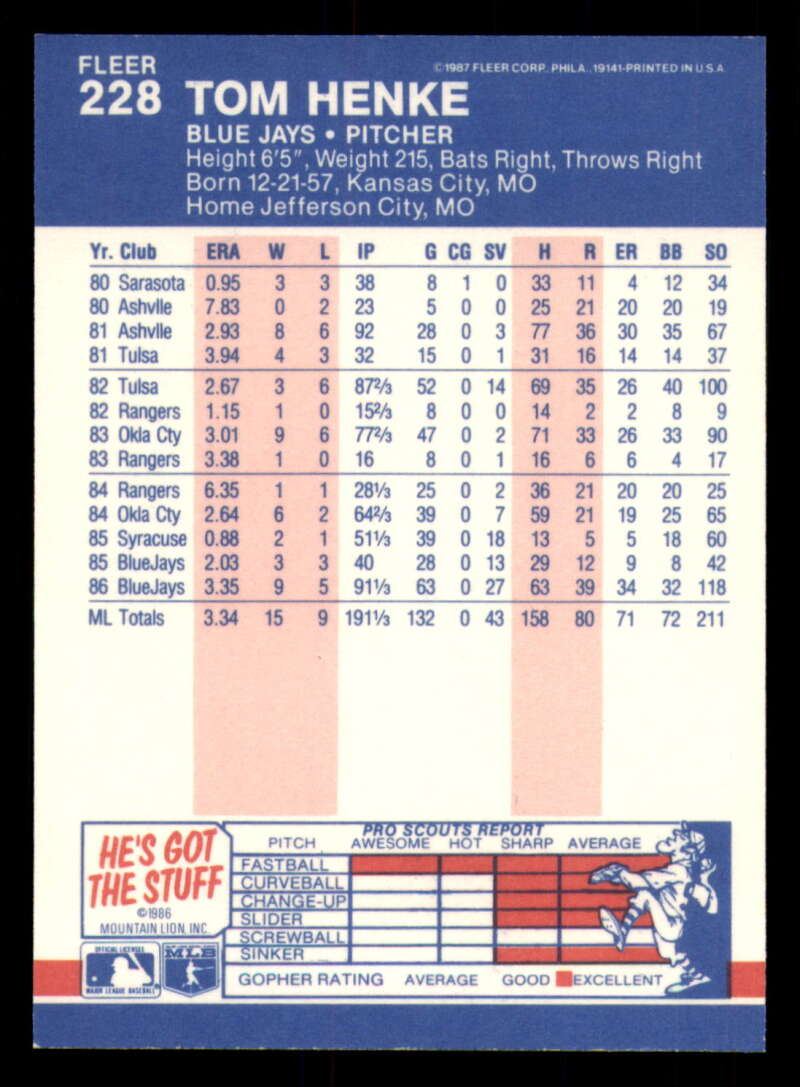 FLEER
©1987 FLEER CORP. PHILA., 19141-PRINTED IN U.S.A.
228 TOM HENKE
BLUE JAYS • PITCHER
Height 6'5", Weight 215, Bats Right, Throws Right
Born 12-21-57, Kansas City, MO
Home Jefferson City, MO
Yr. Club ERA W L IP G CG SV H R ER BB SO
80 Sarasota 0.95 3 3 38 8 1 0 33 11 4 12 34
80 Ashvlle 7.83 0 2 23 5 0 0 25 21 20 20 19
81 Ashvlle 2.93 8 6 92 28 0 3 77 36 30 35 67
81 Tulsa 3.94 4 3 32 15 0 1 31 16 14 14 37
82 Tulsa 2.67 3 6 87⅔ 52 0 14 69 35 26 40 100
82 Rangers 1.15 1 0 15⅔ 8 0 0 14 2 2 8 9
83 Okla Cty 3.01 9 6 77⅔ 47 0 2 71 33 26 33 90
83 Rangers 3.38 1 0 16 8 0 1 16 6 6 4 17
84 Rangers 6.35 1 1 28⅓ 25 0 2 36 21 20 20 25
84 Okla Cty 2.64 6 2 64⅔ 39 0 7 59 21 19 25 65
85 Syracuse 0.88 2 1 51⅓ 39 0 18 13 5 5 18 60
85 BlueJays 2.03 3 3 40 28 0 13 29 12 9 8 42
86 BlueJays 3.35 9 5 91⅓ 63 0 27 63 39 34 32 118
ML Totals 3.34 15 9 191⅓ 132 0 43 158 80 71 72 211
HE'S GOT
THE STUFF
©1986
MOUNTAIN LION, INC.
OFFICIAL LICENSEE
MAJOR LEAGUE BASEBALL
MLB
PRO SCOUTS REPORT
PITCH AWESOME HOT SHARP AVERAGE
FASTBALL
CURVEBALL
CHANGE-UP
SLIDER
SCREWBALL
SINKER
GOPHER RATING AVERAGE GOOD EXCELLENT